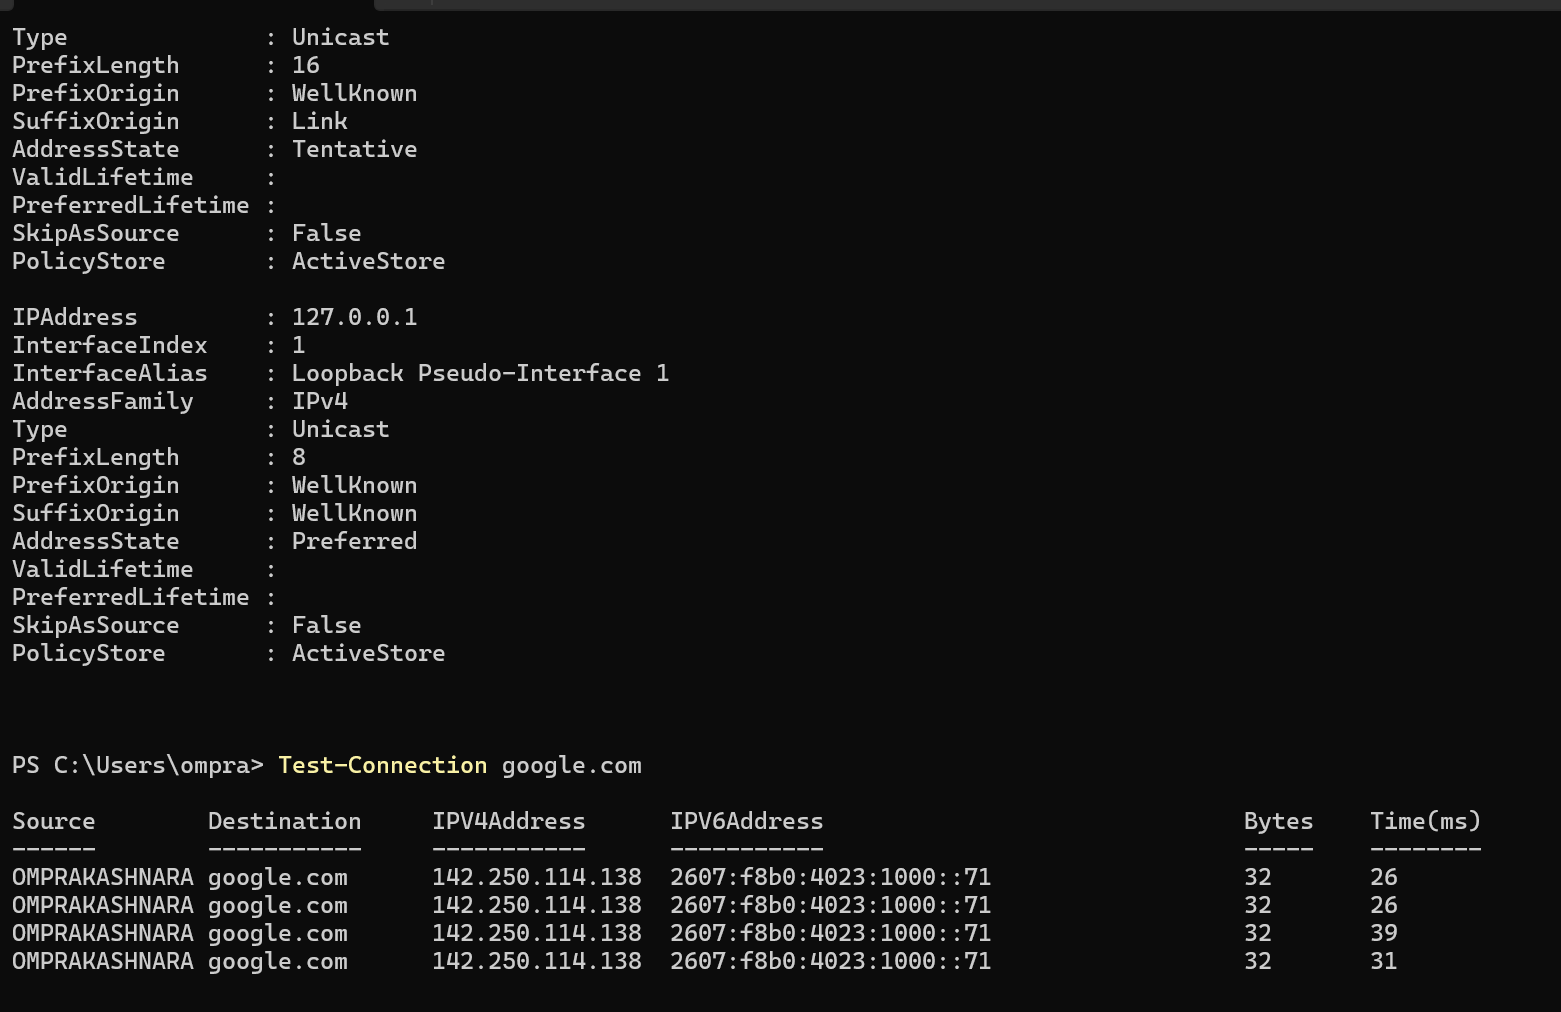 Type             : Unicast
PrefixLength     : 16
PrefixOrigin     : WellKnown
SuffixOrigin     : Link
AddressState     : Tentative
ValidLifetime    :
PreferredLifetime :
SkipAsSource     : False
PolicyStore      : ActiveStore
IPAddress        : 127.0.0.1
InterfaceIndex   : 1
InterfaceAlias   : Loopback Pseudo-Interface 1
AddressFamily    : IPv4
Type             : Unicast
PrefixLength     : 8
PrefixOrigin     : WellKnown
SuffixOrigin     : WellKnown
AddressState     : Preferred
ValidLifetime    :
PreferredLifetime :
SkipAsSource     : False
PolicyStore      : ActiveStore
PS C:\Users\ompra> Test-Connection google.com
Source        Destination     IPV4Address      IPV6Address                              Bytes    Time(ms)
------        -----------     -----------      -----------                              -----    --------
OMPRAKASHNARA google.com      142.250.114.138  2607:f8b0:4023:1000::71                  32       26
OMPRAKASHNARA google.com      142.250.114.138  2607:f8b0:4023:1000::71                  32       26
OMPRAKASHNARA google.com      142.250.114.138  2607:f8b0:4023:1000::71                  32       39
OMPRAKASHNARA google.com      142.250.114.138  2607:f8b0:4023:1000::71                  32       31